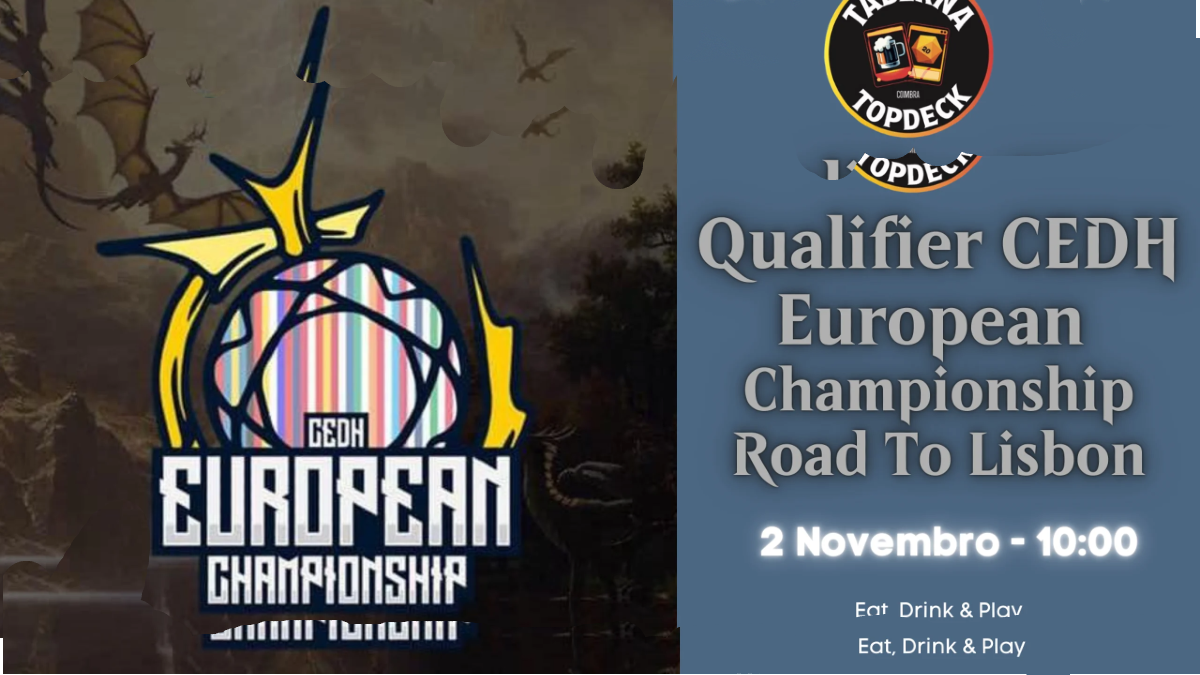 CEDH
EUROPEAN
CHAMPIONSHIP
CHAMPIONSHIP
TABERNA
COIMBRA
TOPDECK
TOPDECK
Qualifier CEDH
European
Championship
Road To Lisbon
2 Novembro - 10:00
Eat, Drink & Play
Eat, Drink & Play